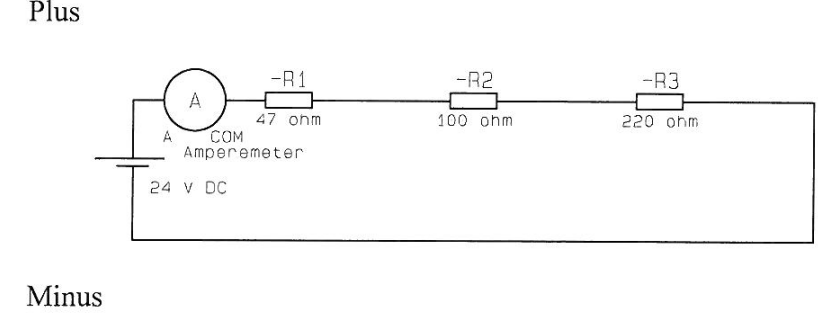 Plus
-R1
-R2
-R3
A
47 ohm
100 ohm
220 ohm
A COM
Amperemeter
24 V DC
Minus